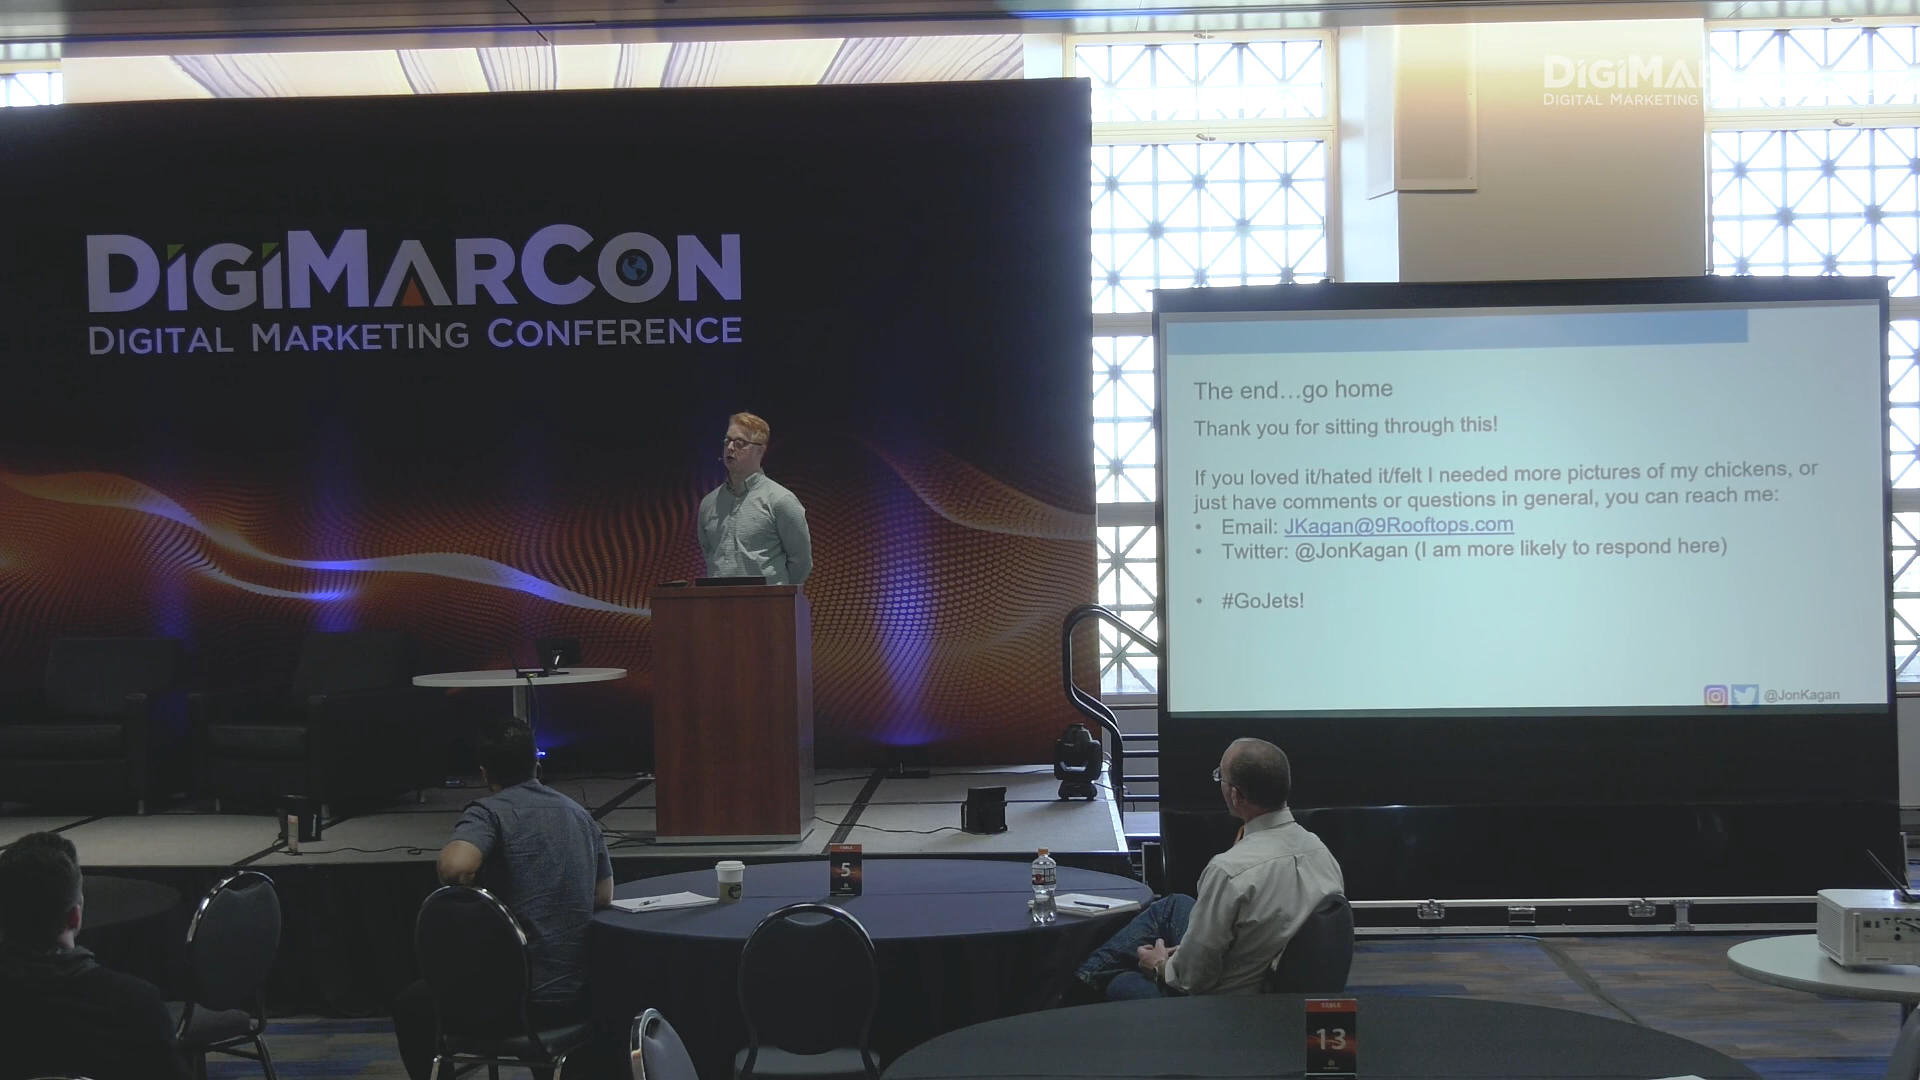 DIGIMARCON
DIGITAL MARKETING CONFERENCE
DIGIMA
DIGITAL MARKETING
The end…go home
Thank you for sitting through this!
If you loved it/hated it/felt I needed more pictures of my chickens, or
just have comments or questions in general, you can reach me:
• Email: JKagan@9Rooftops.com
• Twitter: @JonKagan (I am more likely to respond here)
• #GoJets!
@JonKagan
TABLE
5
TABLE
13